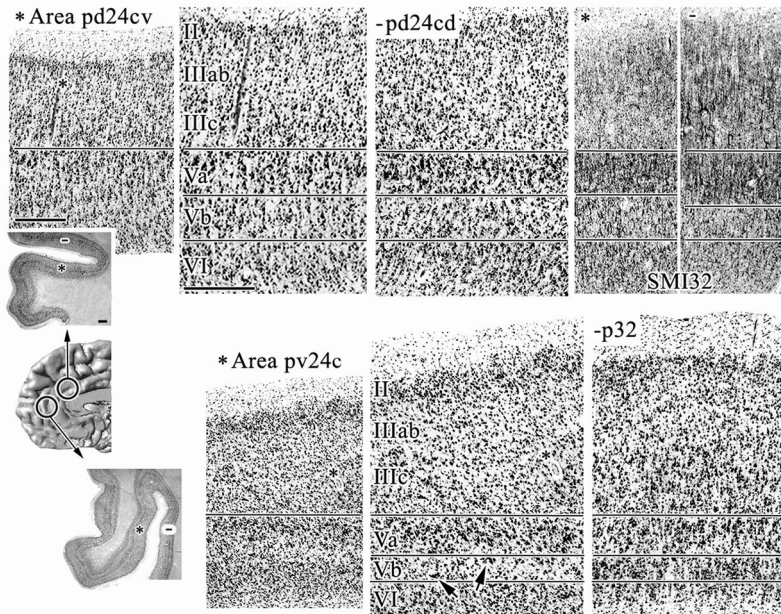 * Area pd24cv
II
*
-pd24cd
*
-
*
IIIab
IIIc
Va
Vb
VI
SMI32
-
*
* Area pv24c
-p32
II
IIIab
*
*
IIIc
Va
Vb
VI
*
-